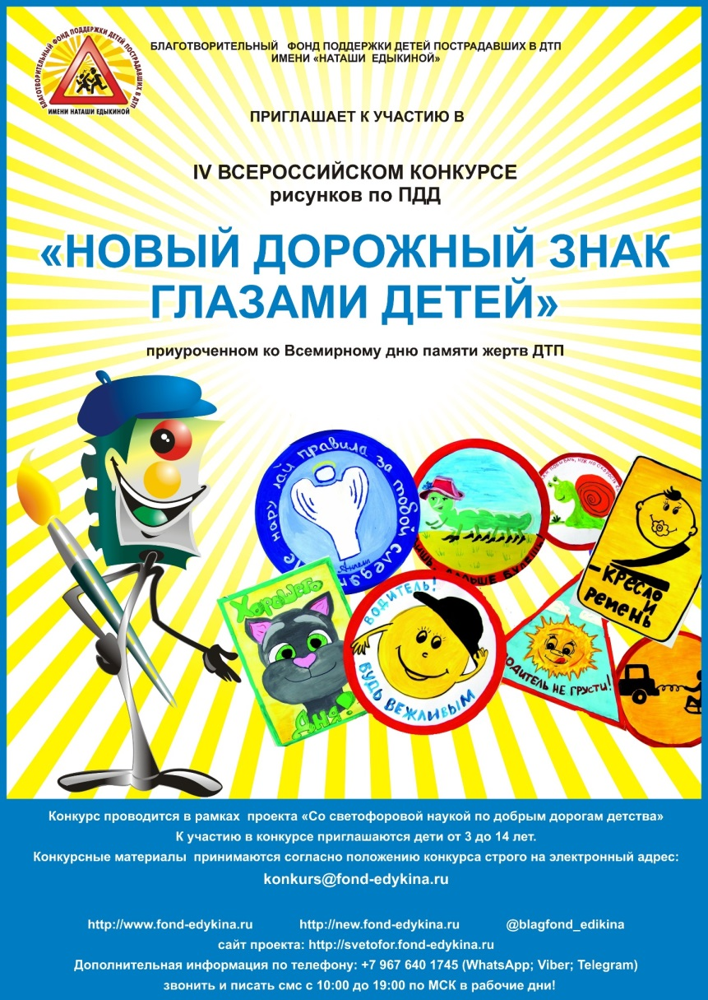 БЛАГОТВОРИТЕЛЬНЫЙ ФОНД ПОДДЕРЖКИ ДЕТЕЙ ПОСТРАДАВШИХ В ДТП
ИМЕНИ НАТАШИ ЕДЫКИНОЙ
БЛАГОТВОРИТЕЛЬНЫЙ ФОНД ПОДДЕРЖКИ ДЕТЕЙ ПОСТРАДАВШИХ В ДТП
ИМЕНИ «НАТАШИ ЕДЫКИНОЙ»
ПРИГЛАШАЕТ К УЧАСТИЮ В
IV ВСЕРОССИЙСКОМ КОНКУРСЕ
рисунков по ПДД
«НОВЫЙ ДОРОЖНЫЙ ЗНАК
ГЛАЗАМИ ДЕТЕЙ»
приуроченном ко Всемирному дню памяти жертв ДТП
не нарушай правила за тобой следят
Ангелы
ДАЛЬШЕ БУДЕШЬ
- КРЕСЛО
И
РЕМЕНЬ
Хорошего
Дня!
ВОДИТЕЛЬ!
БУДЬ ВЕЖЛИВЫМ
ВОДИТЕЛЬ НЕ ГРУСТИ!
Конкурс проводится в рамках проекта «Со светофоровой наукой по добрым дорогам детства»
К участию в конкурсе приглашаются дети от 3 до 14 лет.
Конкурсные материалы принимаются согласно положению конкурса строго на электронный адрес:
konkurs@fond-edykina.ru
http://www.fond-edykina.ru http://new.fond-edykina.ru @blagfond_edikina
сайт проекта: http://svetofor.fond-edykina.ru
Дополнительная информация по телефону: +7 967 640 1745 (WhatsApp; Viber; Telegram)
звонить и писать смс с 10:00 до 19:00 по МСК в рабочие дни!